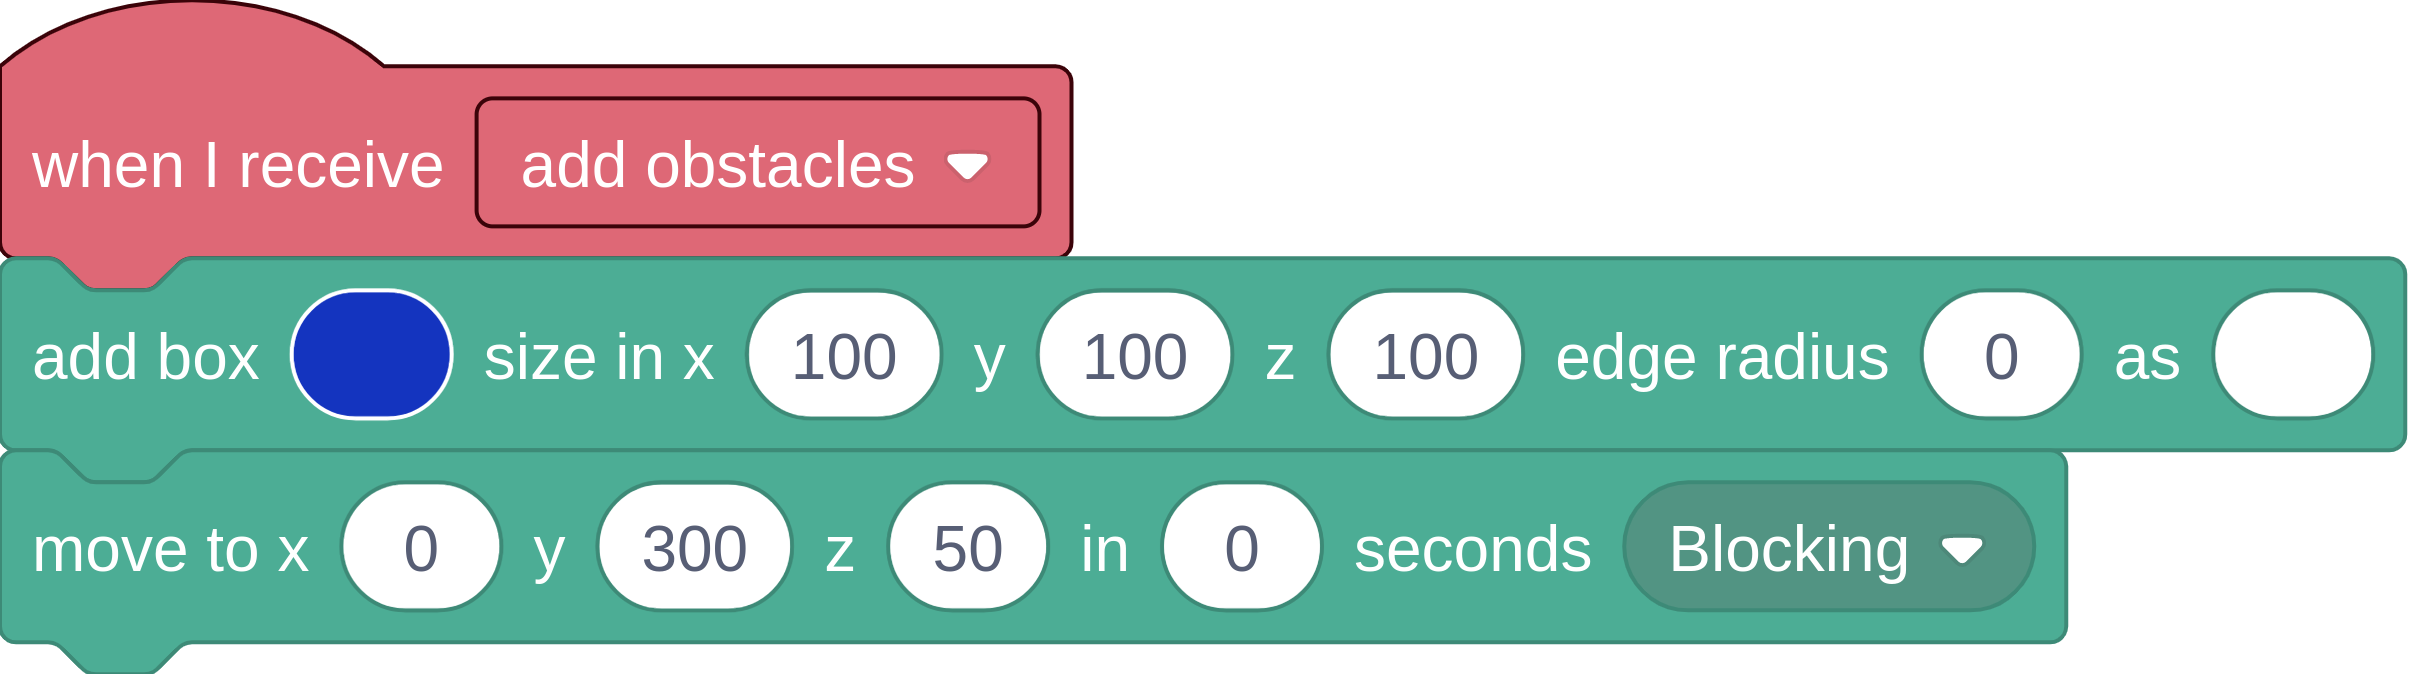 when I receive add obstacles
add box size in x 100 y 100 z 100 edge radius 0 as
move to x 0 y 300 z 50 in 0 seconds Blocking